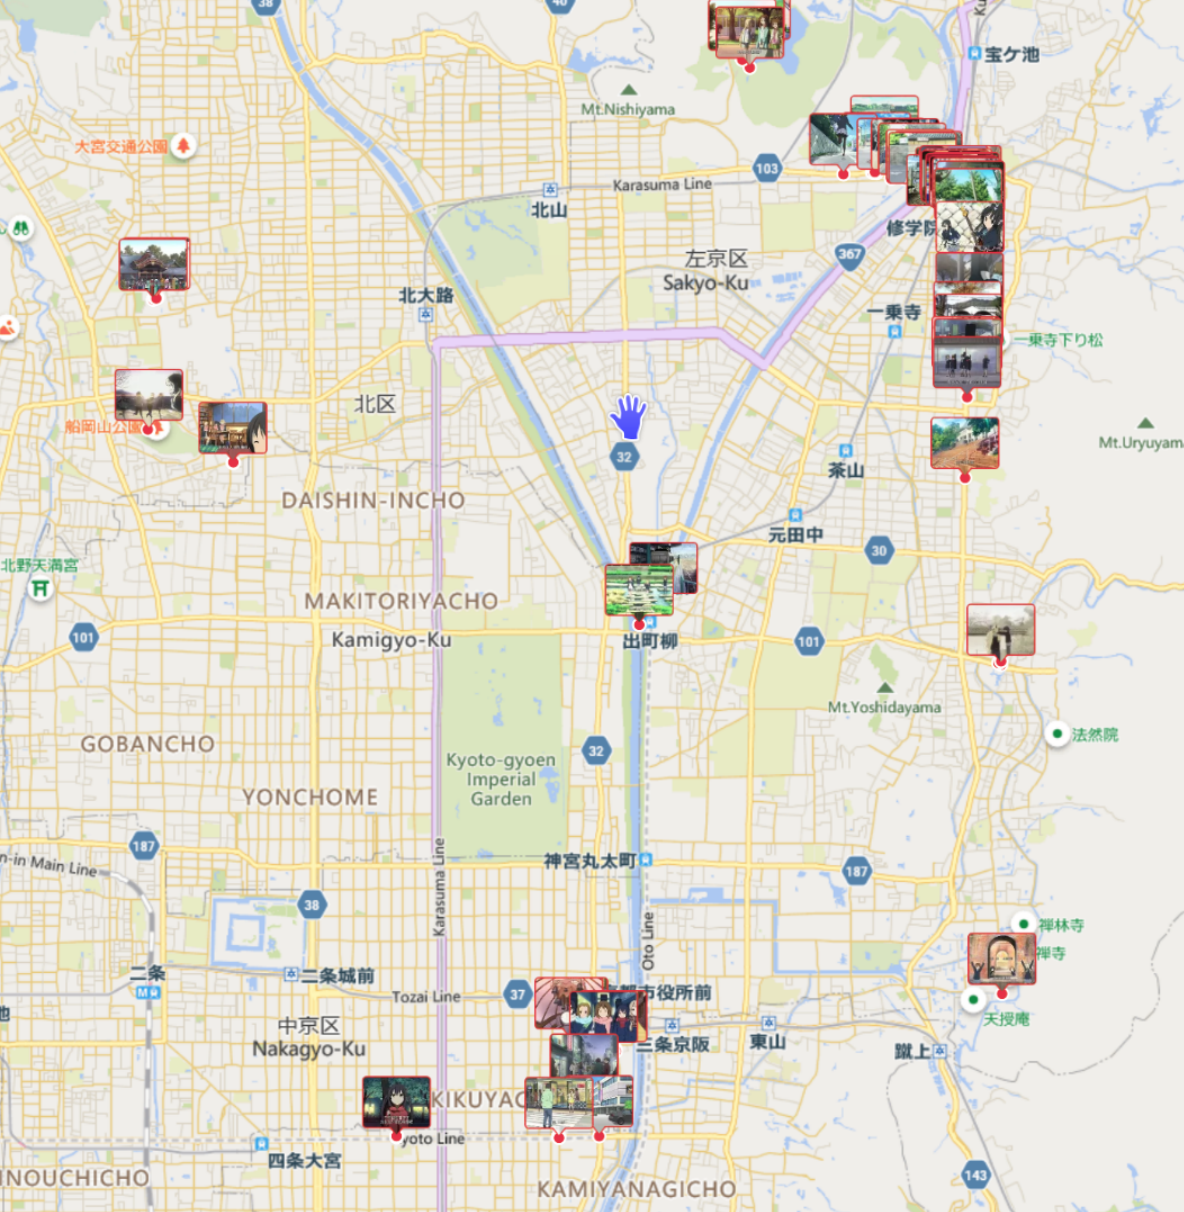 38
40
Ku
宝ケ池
Mt.Nishiyama
大宮交通公園
103
Karasuma Line
北山
修学院
左京区
Sakyo-Ku
367
北大路
一乗寺
一乗寺下り松
北区
船岡山公園
32
茶山
Mt.Uryuyam
DAISHIN-INCHO
元田中
30
北野天満宮
MAKITORIYACHO
101
Kamigyo-Ku
出町柳
101
Mt.Yoshidayama
法然院
GOBANCHO
32
Kyoto-gyoen
Imperial
Garden
YONCHOME
187
n-in Main Line
神宮丸太町
187
Karasuma Line
38
Oto Line
禅林寺
禅寺
二条
二条城前
Tozai Line
37
市役所前
天授庵
池
中京区
Nakagyo-Ku
三条京阪
東山
蹴上
KIKUYAC
yoto Line
四条大宮
INOUCHICHO
KAMIYANAGICHO
143